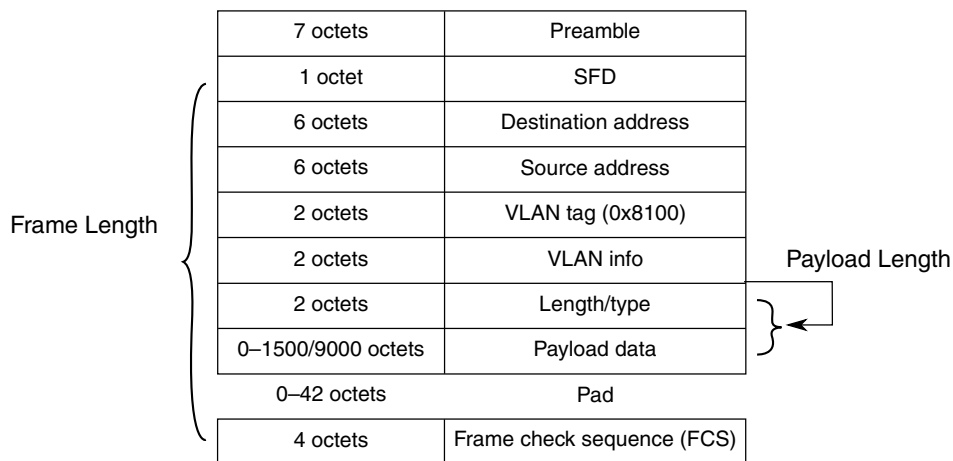 7 octets Preamble
1 octet SFD
6 octets Destination address
6 octets Source address
Frame Length
2 octets VLAN tag (0x8100)
2 octets VLAN info
Payload Length
2 octets Length/type
0–1500/9000 octets Payload data
0–42 octets Pad
4 octets Frame check sequence (FCS)